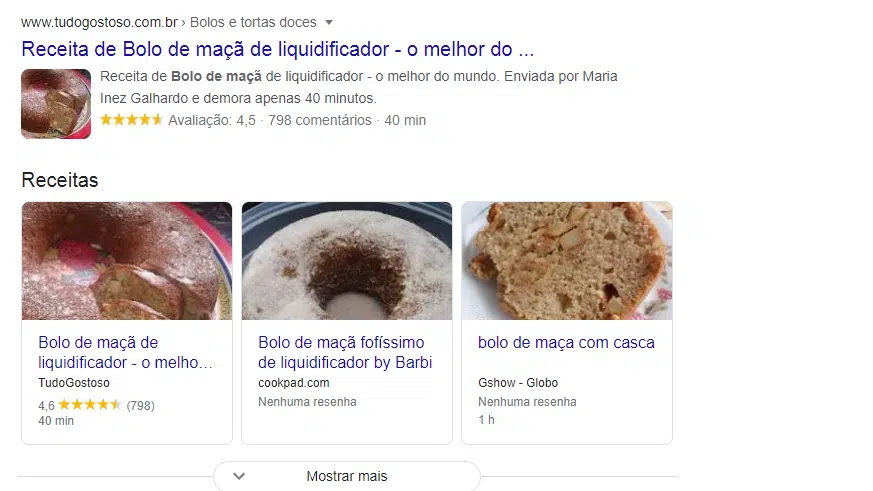 www.tudogostoso.com.br › Bolos e tortas doces
Receita de Bolo de maçã de liquidificador - o melhor do ...
Receita de Bolo de maçã de liquidificador - o melhor do mundo. Enviada por Maria
Inez Galhardo e demora apenas 40 minutos.
Avaliação: 4,5 · 798 comentários · 40 min
Receitas
Bolo de maçã de
liquidificador - o melho...
TudoGostoso
4,6 ★★★★★ (798)
40 min
Bolo de maçã fofíssimo
de liquidificador by Barbi
cookpad.com
Nenhuma resenha
bolo de maça com casca
Gshow - Globo
Nenhuma resenha
1 h
Mostrar mais